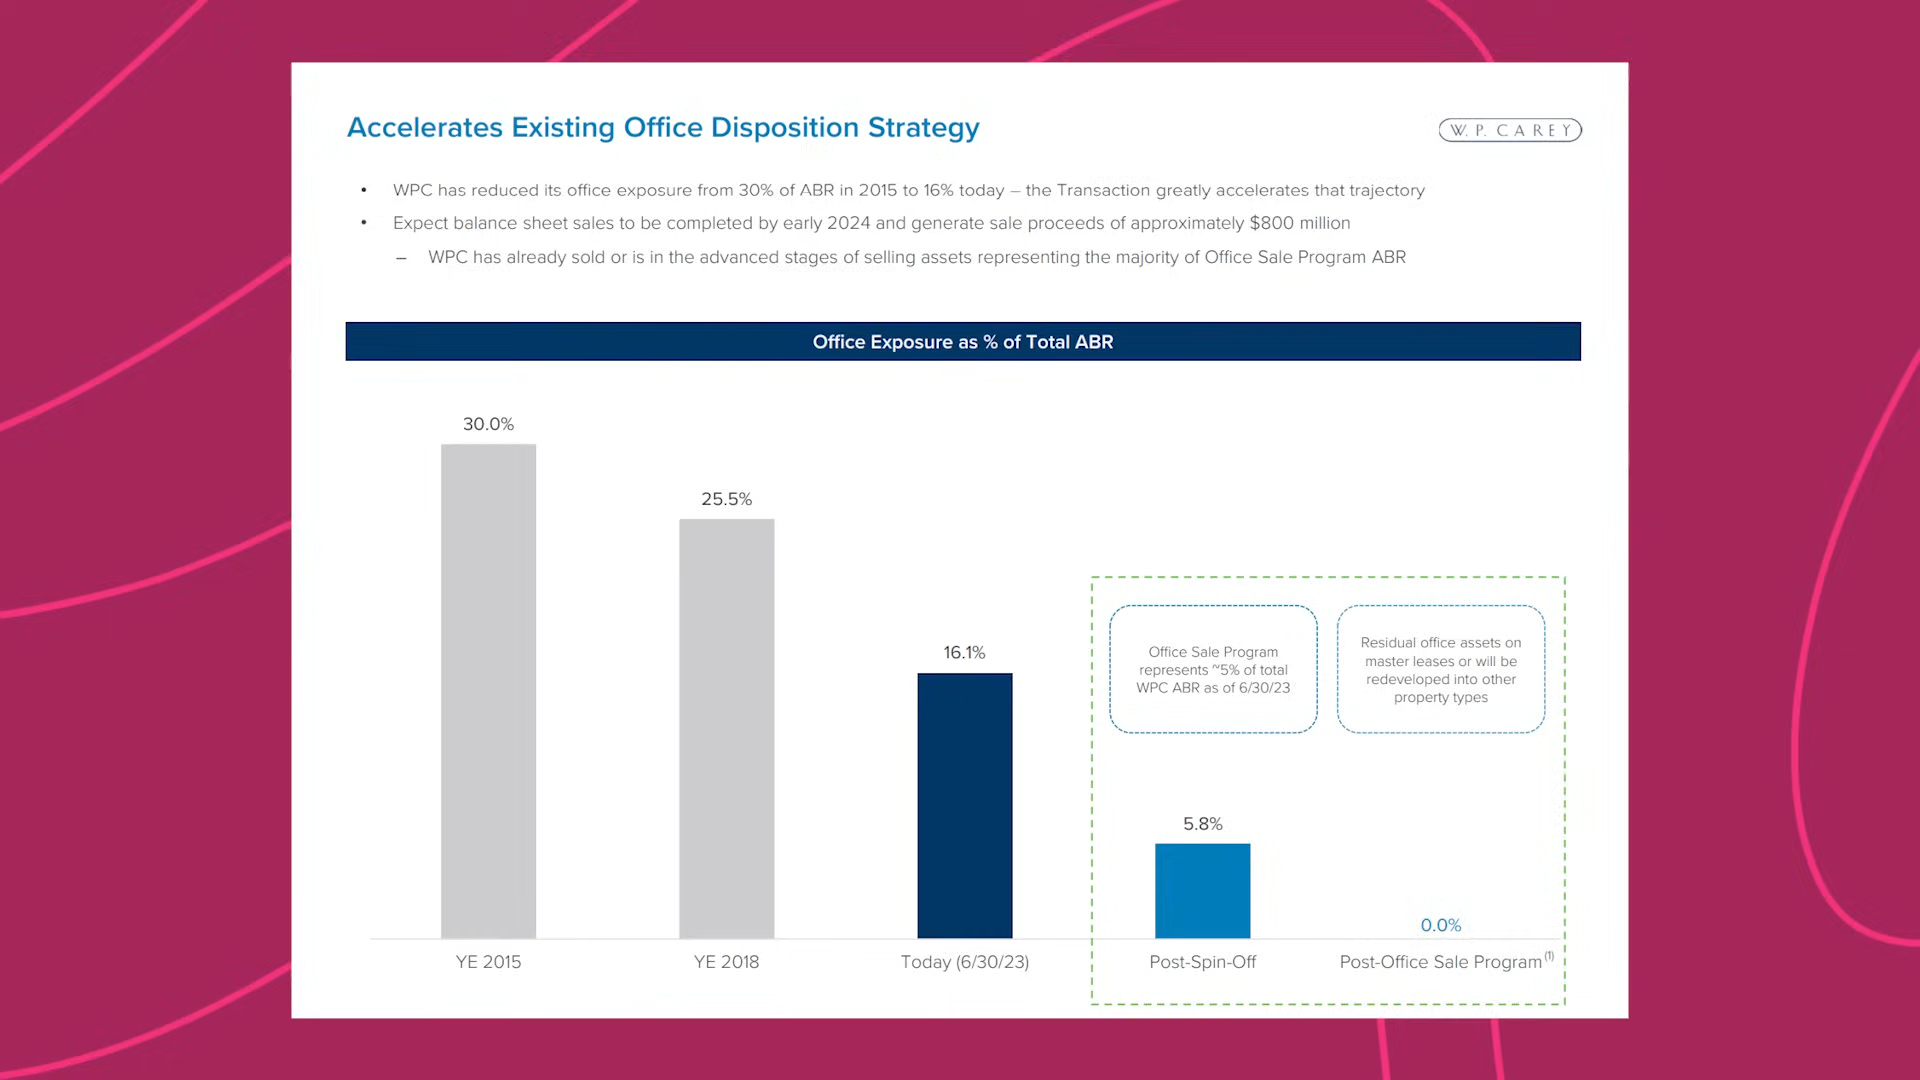 Accelerates Existing Office Disposition Strategy
W. P. CAREY
• WPC has reduced its office exposure from 30% of ABR in 2015 to 16% today – the Transaction greatly accelerates that trajectory
• Expect balance sheet sales to be completed by early 2024 and generate sale proceeds of approximately $800 million
– WPC has already sold or is in the advanced stages of selling assets representing the majority of Office Sale Program ABR
Office Exposure as % of Total ABR
30.0%
25.5%
16.1%
Office Sale Program
represents ~5% of total
WPC ABR as of 6/30/23
Residual office assets on
master leases or will be
redeveloped into other
property types
5.8%
0.0%
YE 2015
YE 2018
Today (6/30/23)
Post-Spin-Off
Post-Office Sale Program (1)